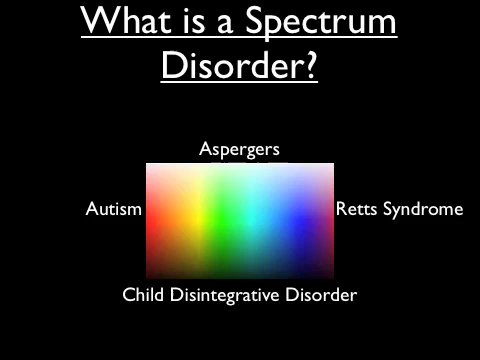 What is a Spectrum
Disorder?
Aspergers
Autism
Retts Syndrome
Child Disintegrative Disorder